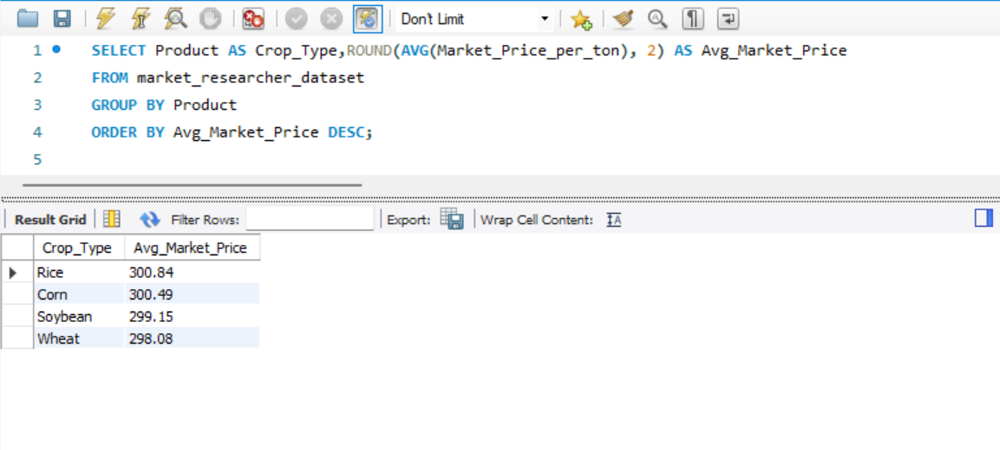 Don't Limit
1 SELECT Product AS Crop_Type,ROUND(AVG(Market_Price_per_ton), 2) AS Avg_Market_Price
2 FROM market_researcher_dataset
3 GROUP BY Product
4 ORDER BY Avg_Market_Price DESC;
5
Result Grid Filter Rows: Export: Wrap Cell Content: IA
Crop_Type Avg_Market_Price
Rice 300.84
Corn 300.49
Soybean 299.15
Wheat 298.08